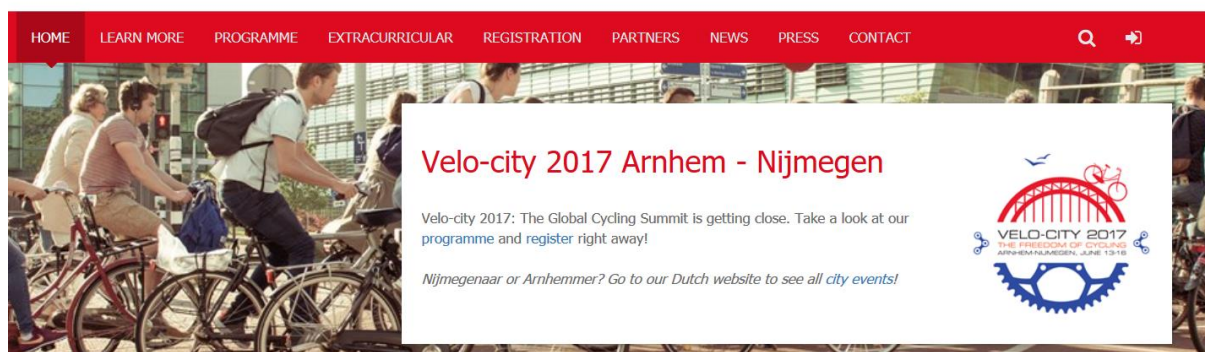 HOME LEARN MORE PROGRAMME EXTRACURRICULAR REGISTRATION PARTNERS NEWS PRESS CONTACT
Velo-city 2017 Arnhem - Nijmegen
Velo-city 2017: The Global Cycling Summit is getting close. Take a look at our
programme and register right away!
Nijmegenaar or Arnhemmer? Go to our Dutch website to see all city events!
VELO-CITY 2017
THE FREEDOM OF CYCLING
ARNHEM-NIJMEGEN, JUNE 13-16